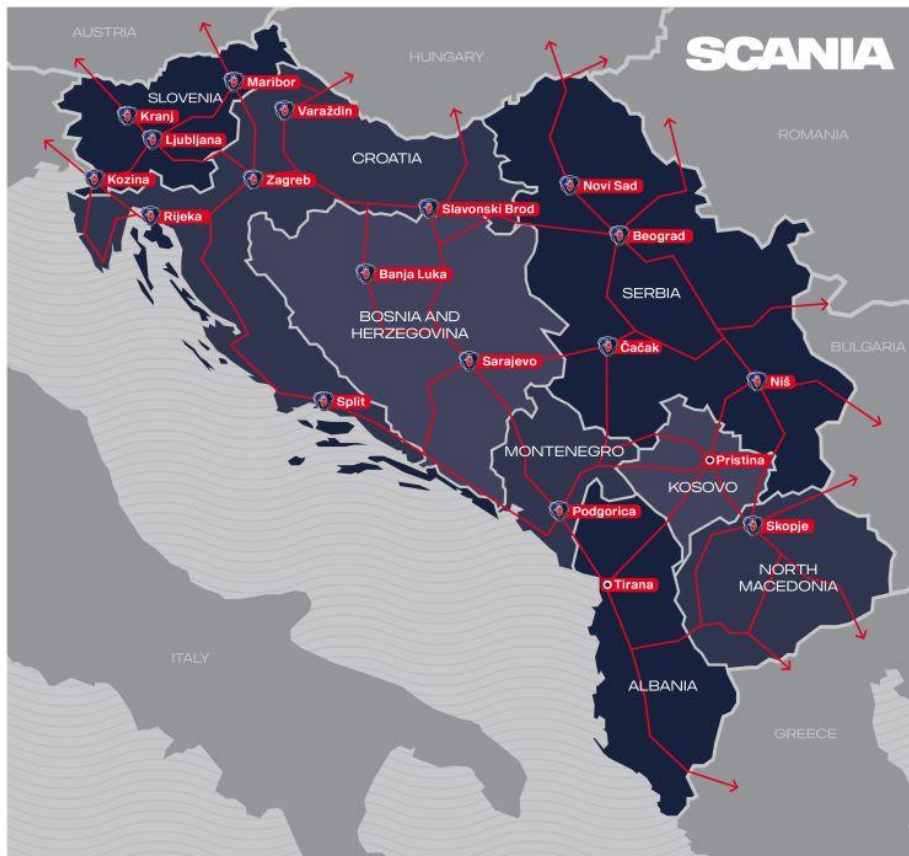 AUSTRIA
HUNGARY
SCANIA
Maribor
SLOVENIA
Varaždin
Kranj
Ljubljana
ROMANIA
CROATIA
Kozina
Zagreb
Novi Sad
Slavonski Brod
Rijeka
Beograd
Banja Luka
SERBIA
BOSNIA AND
HERZEGOVINA
BULGARIA
Čačak
Sarajevo
Niš
Split
MONTENEGRO
Pristina
KOSOVO
Podgorica
Skopje
NORTH
MACEDONIA
Tirana
ITALY
ALBANIA
GREECE